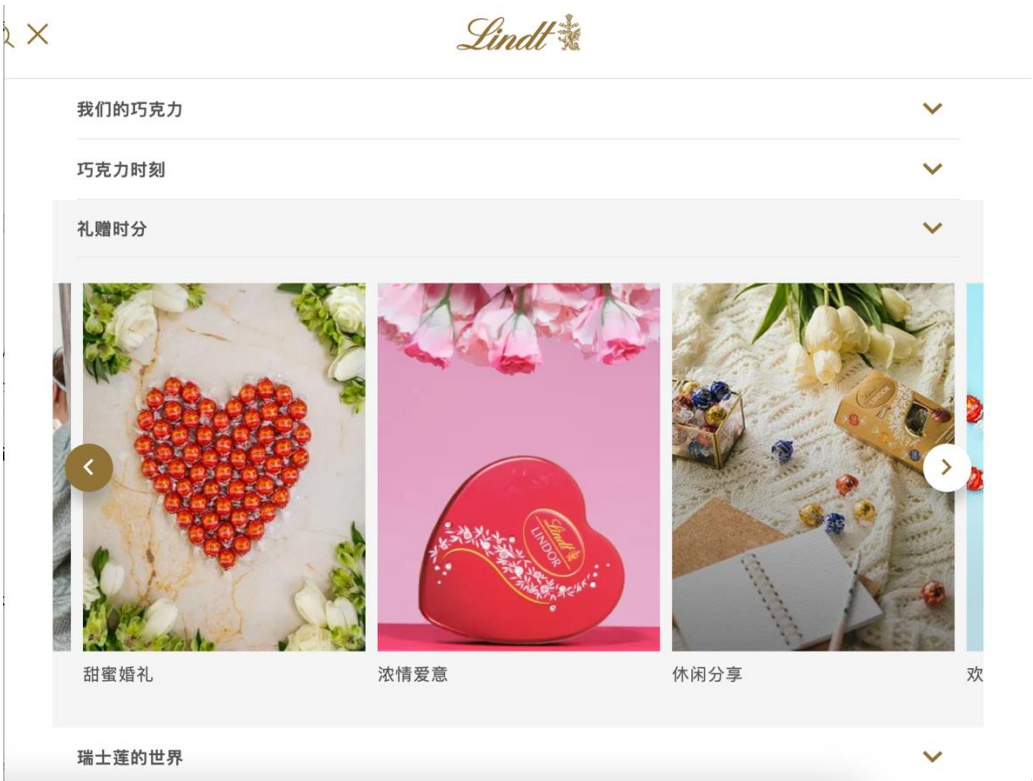 Lindt
我们的巧克力
巧克力时刻
礼赠时分
Lindt
LINDOR
甜蜜婚礼
浓情爱意
休闲分享
欢
瑞士莲的世界